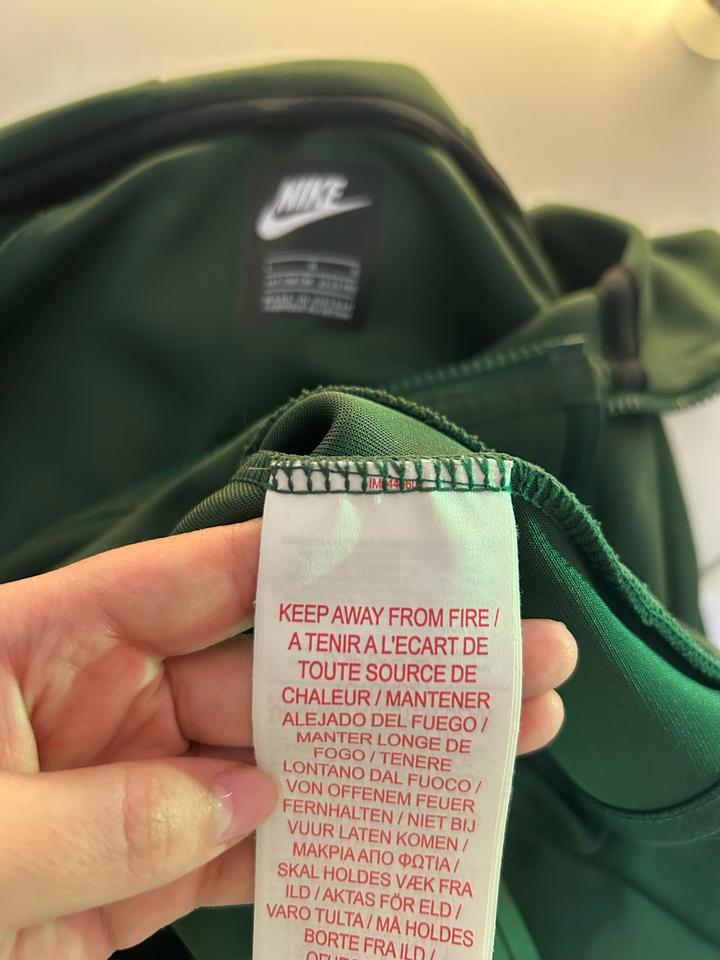 NIKE
KEEP AWAY FROM FIRE /
A TENIR A L'ECART DE
TOUTE SOURCE DE
CHALEUR / MANTENER
ALEJADO DEL FUEGO /
MANTER LONGE DE
FOGO / TENERE
LONTANO DAL FUOCO /
VON OFFENEM FEUER
FERNHALTEN / NIET BIJ
VUUR LATEN KOMEN /
ΜΑΚΡΙΑ ΑΠΟ ΦΩΤΙΑ /
SKAL HOLDES VÆK FRA
ILD / AKTAS FÖR ELD /
VARO TULTA / MÅ HOLDES
BORTE FRA ILD /